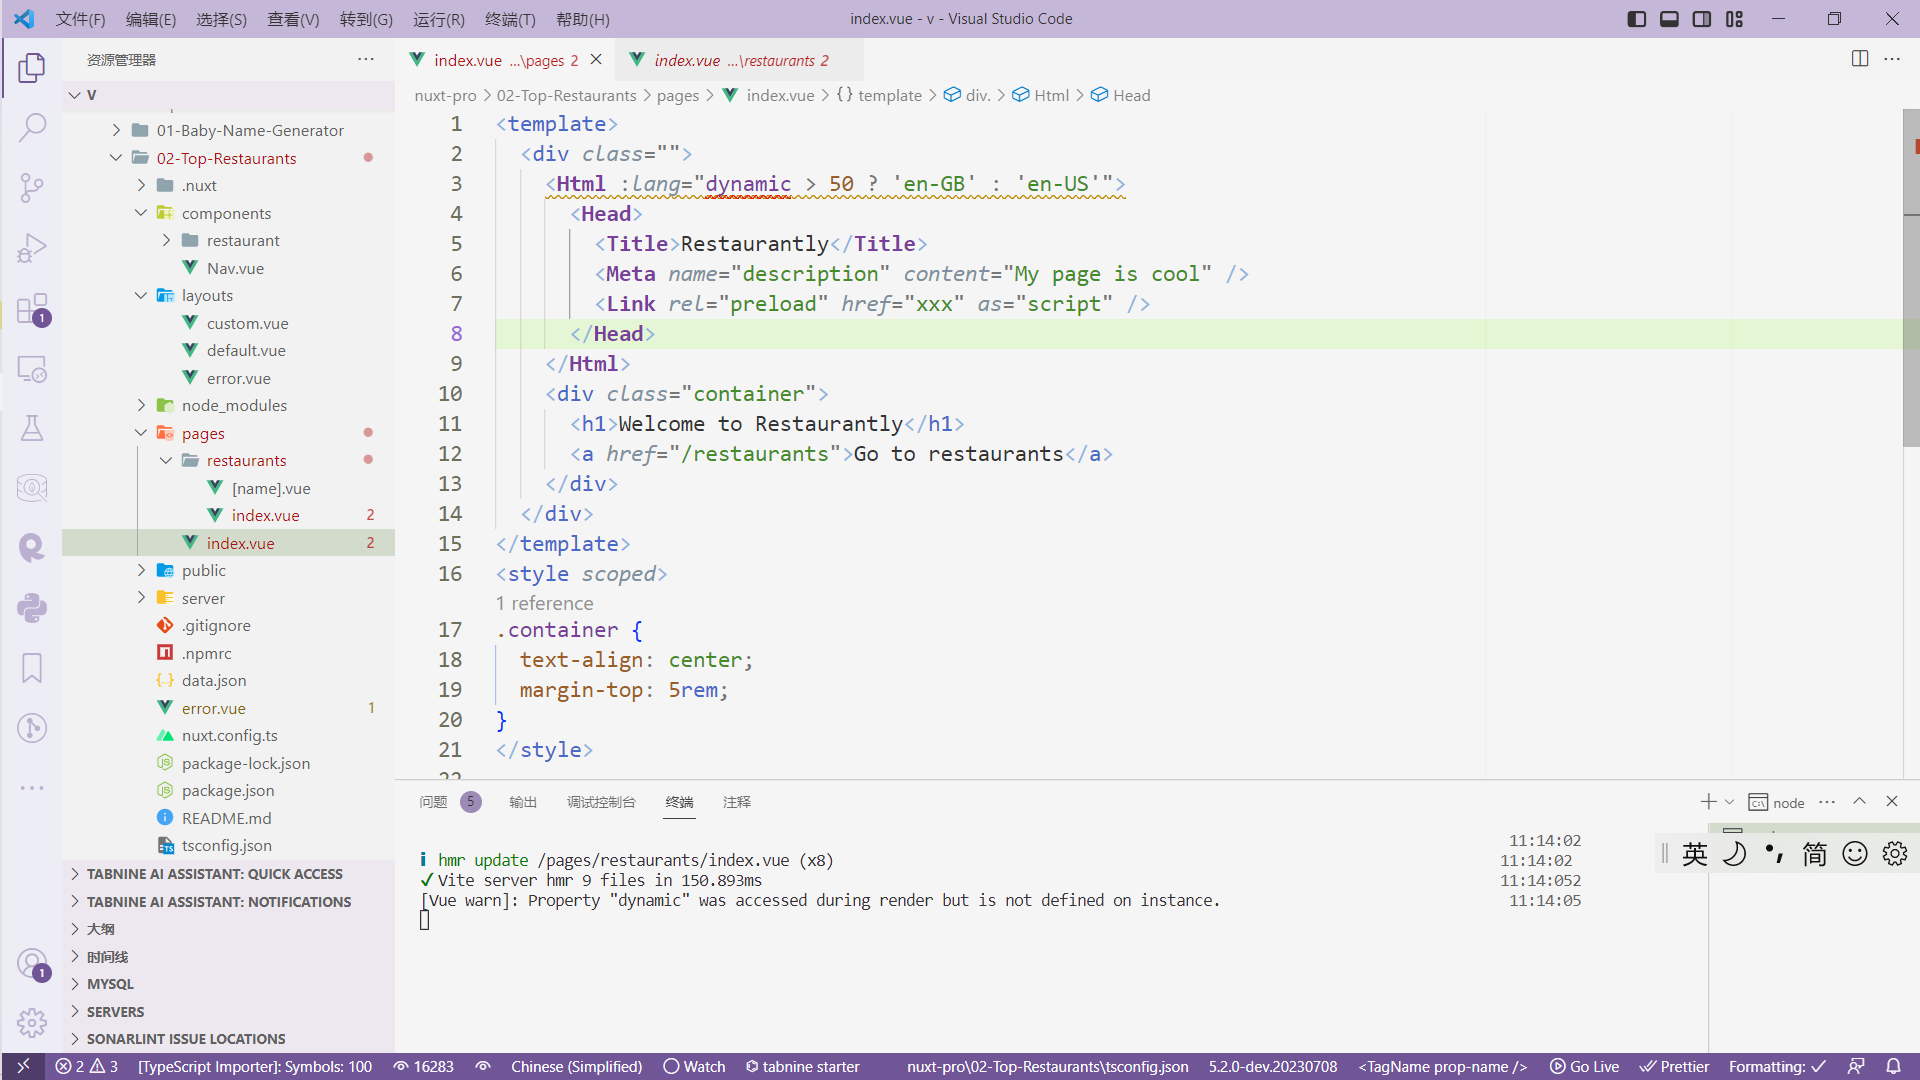 文件(F) 编辑(E) 选择(S) 查看(V) 转到(G) 运行(R) 终端(T) 帮助(H) index.vue - v - Visual Studio Code
资源管理器
V
01-Baby-Name-Generator
02-Top-Restaurants
.nuxt
components
restaurant
Nav.vue
layouts
custom.vue
default.vue
error.vue
node_modules
pages
restaurants
[name].vue
index.vue 2
index.vue 2
public
server
.gitignore
.npmrc
data.json
error.vue 1
nuxt.config.ts
package-lock.json
package.json
README.md
tsconfig.json
TABNINE AI ASSISTANT: QUICK ACCESS
TABNINE AI ASSISTANT: NOTIFICATIONS
大纲
时间线
MYSQL
SERVERS
SONARLINT ISSUE LOCATIONS
1
1
index.vue ...\pages 2 index.vue ...\restaurants 2
nuxt-pro > 02-Top-Restaurants > pages > index.vue > {} template > div. > Html > Head
1 <template>
2 <div class="">
3 <Html :lang="dynamic > 50 ? 'en-GB' : 'en-US'">
4 <Head>
5 <Title>Restaurantly</Title>
6 <Meta name="description" content="My page is cool" />
7 <Link rel="preload" href="xxx" as="script" />
8 </Head>
9 </Html>
10 <div class="container">
11 <h1>Welcome to Restaurantly</h1>
12 <a href="/restaurants">Go to restaurants</a>
13 </div>
14 </div>
15 </template>
16 <style scoped>
1 reference
17 .container {
18 text-align: center;
19 margin-top: 5rem;
20 }
21 </style>
22
问题 5 输出 调试控制台 终端 注释 node
11:14:02
ℹ hmr update /pages/restaurants/index.vue (x8) 11:14:02
✓ Vite server hmr 9 files in 150.893ms 11:14:052
[Vue warn]: Property "dynamic" was accessed during render but is not defined on instance. 11:14:05
英 简
2 3 [TypeScript Importer]: Symbols: 100 16283 Chinese (Simplified) Watch tabnine starter nuxt-pro\02-Top-Restaurants\tsconfig.json 5.2.0-dev.20230708 <TagName prop-name /> Go Live Prettier Formatting: ✓